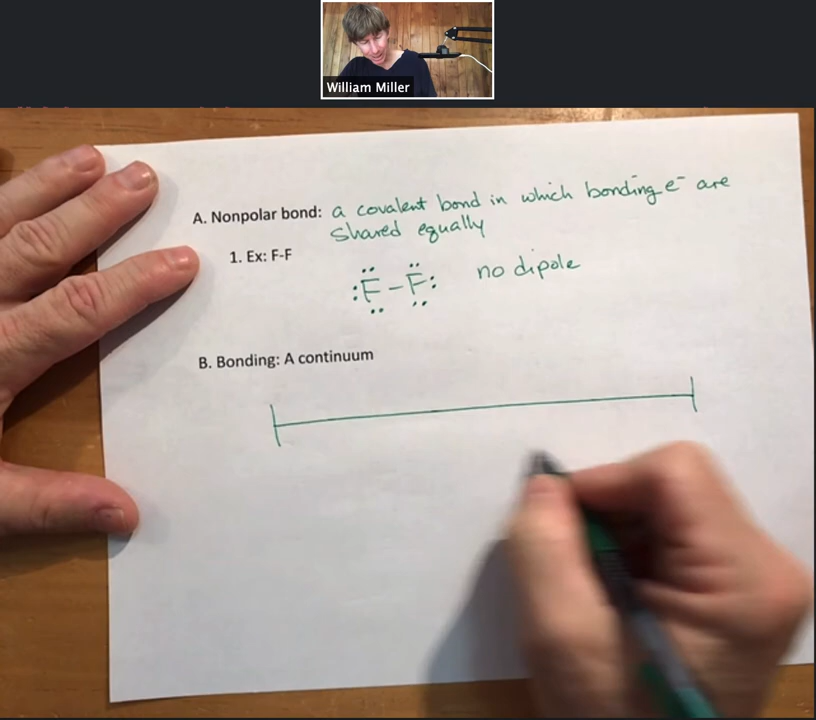 William Miller
A. Nonpolar bond: a covalent bond in which bonding e⁻ are
shared equally
1. Ex: F-F
:F̤̈–F̤̈: no dipole
B. Bonding: A continuum